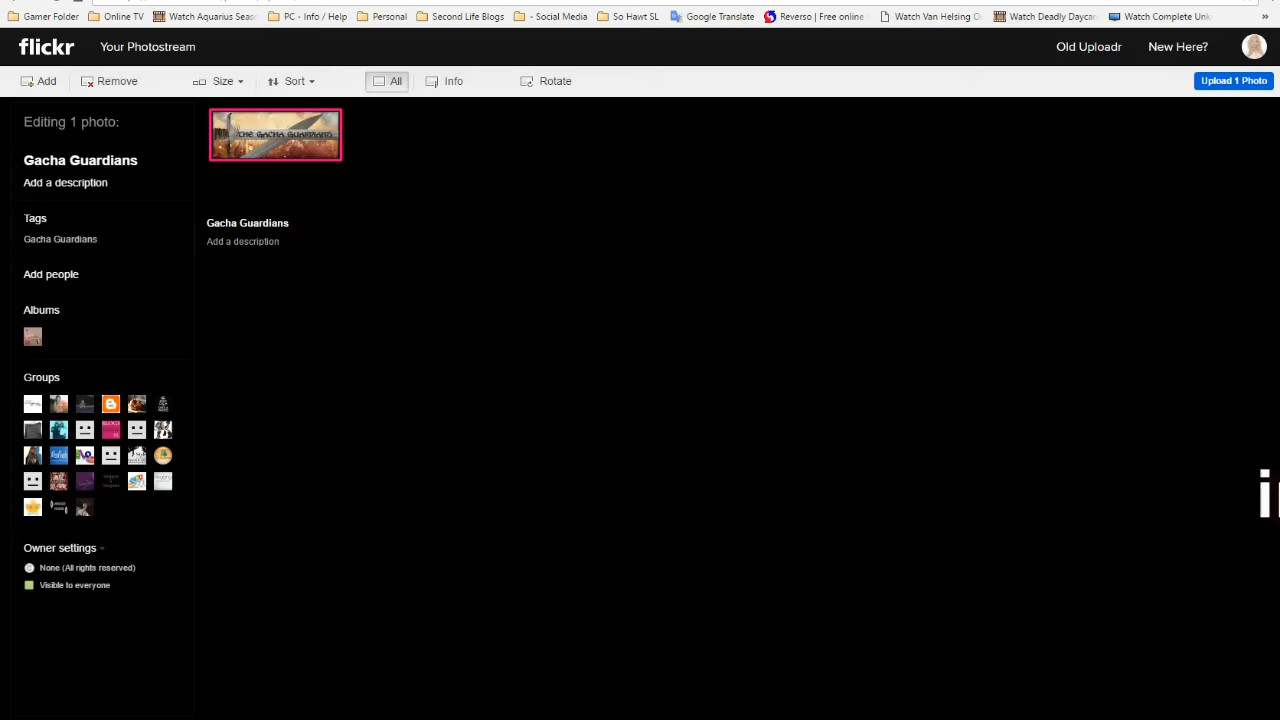 Gamer Folder Online TV Watch Aquarius Seas PC - Info / Help Personal Second Life Blogs - Social Media So Hawt SL Google Translate Reverso | Free online Watch Van Helsing O Watch Deadly Dayca Watch Complete Un »
flickr Your Photostream Old Uploadr New Here?
Add Remove Size Sort All Info Rotate Upload 1 Photo
Editing 1 photo:
THE GACHA GUARDIANS
Gacha Guardians
Add a description
Tags
Gacha Guardians
Gacha Guardians
Add a description
Add people
Albums
Groups
Owner settings
None (All rights reserved)
Visible to everyone